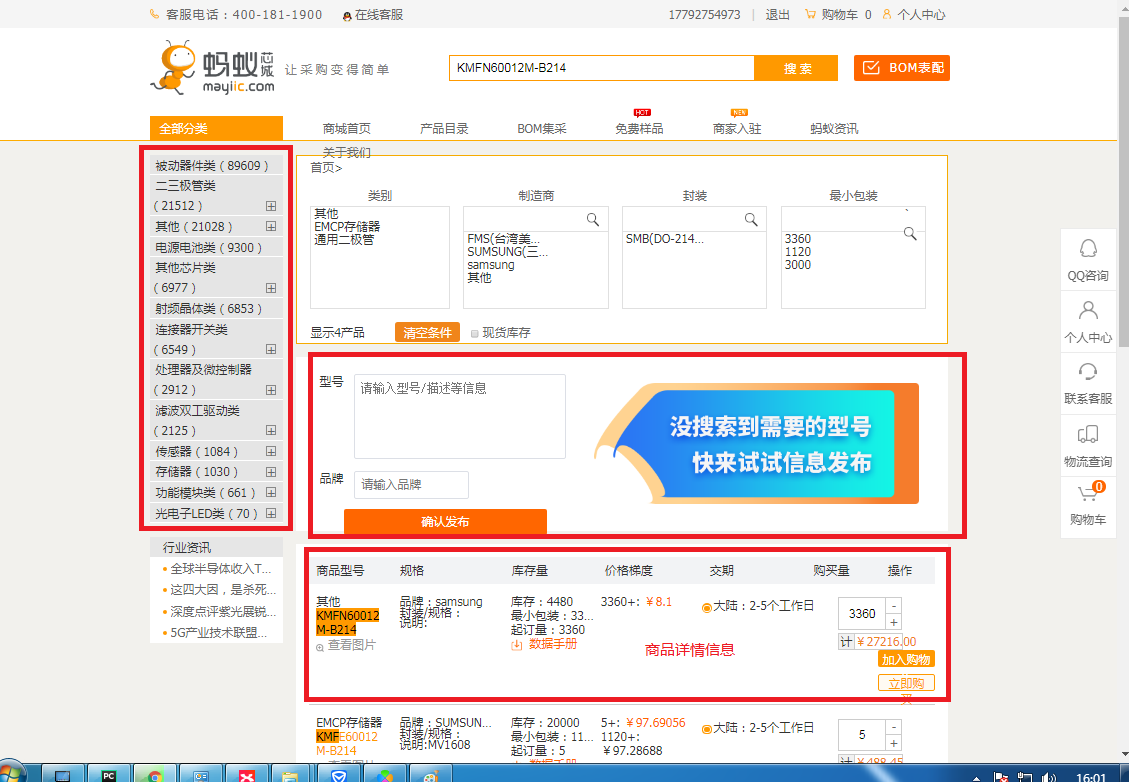 客服电话：400-181-1900 在线客服 17792754973 | 退出 购物车 0 个人中心
蚂蚁芯城 mayiic.com 让采购变得简单
KMFN60012M-B214 搜 索 BOM表配
全部分类 商城首页 产品目录 BOM集采 HOT 免费样品 NEW 商家入驻 蚂蚁资讯
关于我们
被动器件类（89609）
二三极管类
（21512）
其他（21028）
电源电池类（9300）
其他芯片类
（6977）
射频晶体类（6853）
连接器开关类
（6549）
处理器及微控制器
（2912）
滤波双工驱动类
（2125）
传感器（1084）
存储器（1030）
功能模块类（661）
光电子LED类（70）
行业资讯
全球半导体收入T...
这四大因，是杀死...
深度点评紫光展锐...
5G产业技术联盟...
首页>
类别 制造商 封装 最小包装
其他
EMCP存储器
通用二极管
FMS(台湾美...
SUMSUNG(三...
samsung
其他
SMB(DO-214...
3360
1120
3000
显示4产品 清空条件 现货库存
型号 请输入型号/描述等信息
品牌 请输入品牌
确认发布
没搜索到需要的型号
快来试试信息发布
商品型号 规格 库存量 价格梯度 交期 购买量 操作
其他
KMFN60012
M-B214
查看图片
品牌：samsung
封装/规格：
说明:
库存：4480
最小包装：33...
起订量：3360
数据手册
3360+: ￥8.1
大陆：2-5个工作日
3360 - +
计 ￥27216.00
加入购物
立即购
买
商品详情信息
EMCP存储器
KMFE60012
M-B214
查看图片
品牌：SUMSUN...
封装/规格：
说明:MV1608
库存：20000
最小包装：11...
起订量：5
数据手册
5+: ￥97.69056
1120+:
￥97.28688
大陆：2-5个工作日
5 - +
计 ￥488.45
QQ咨询
个人中心
联系客服
物流查询
0
购物车
PC
16:01